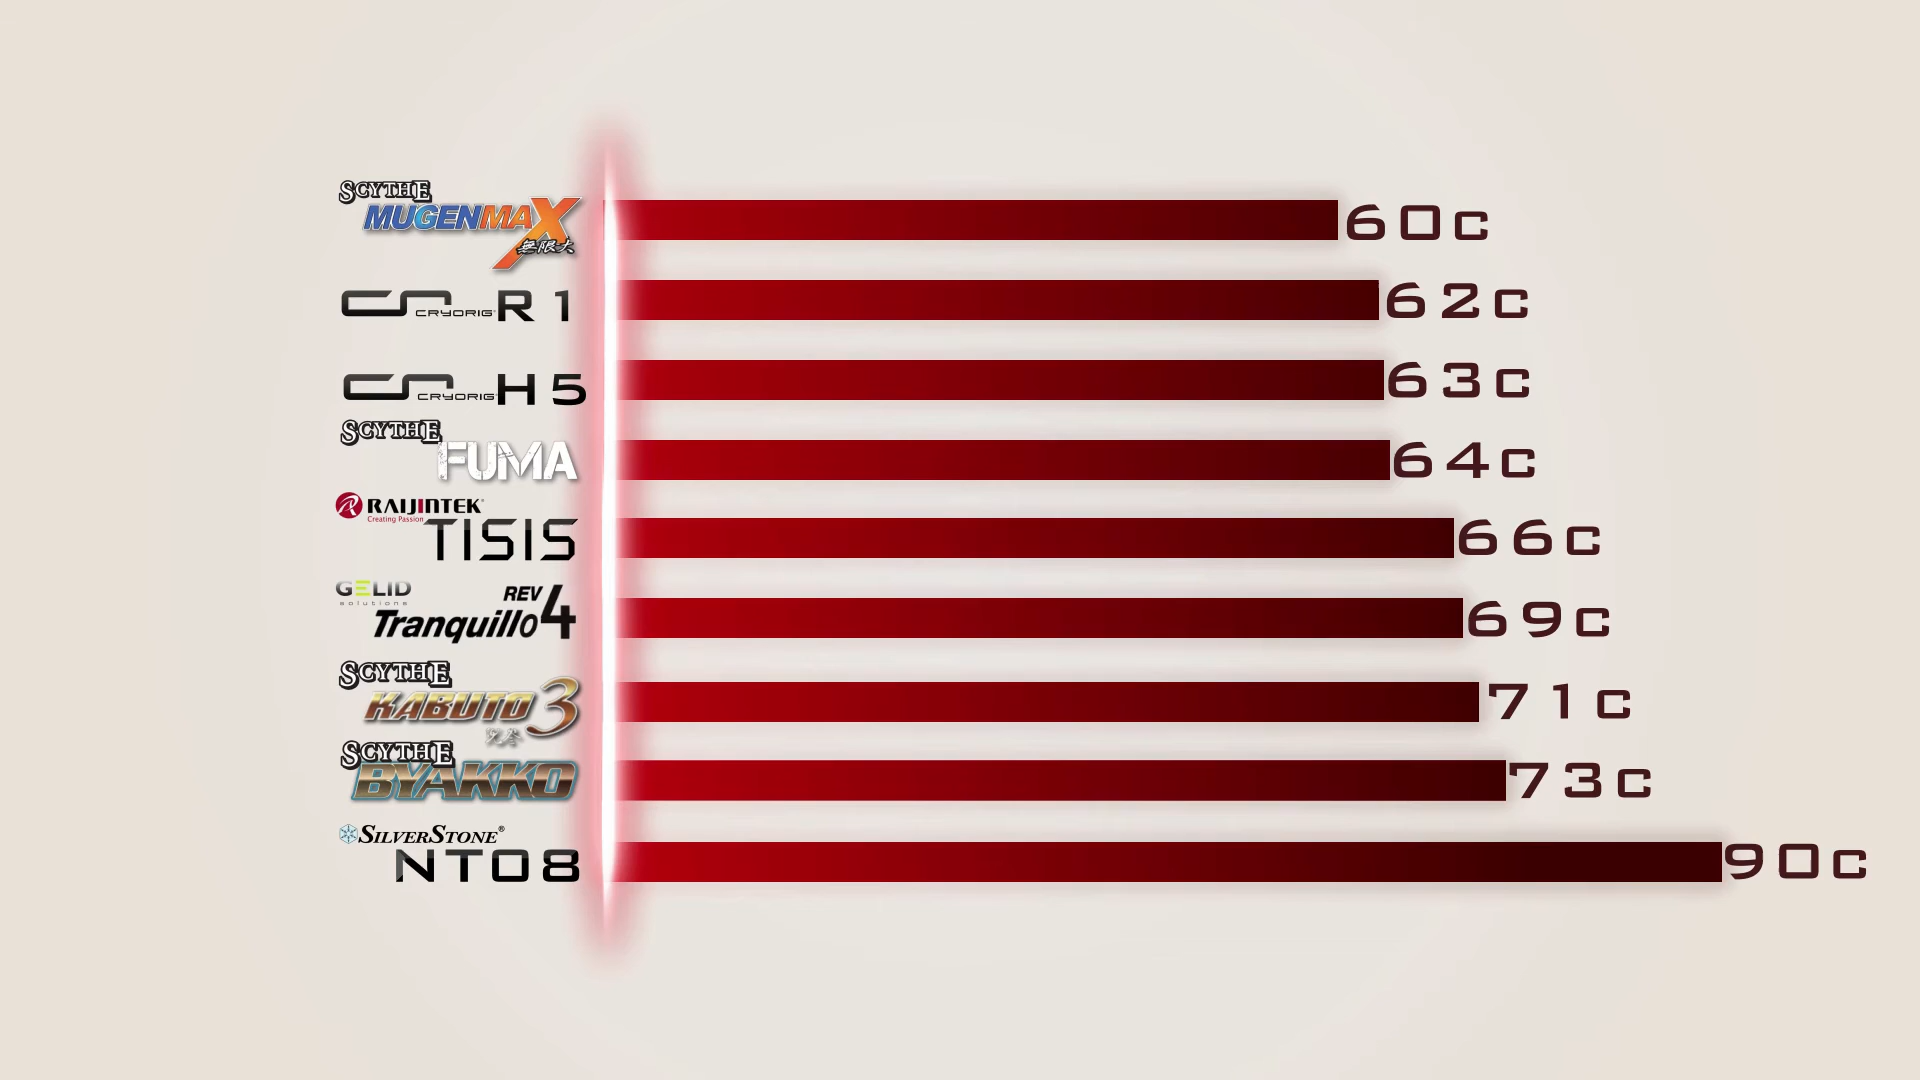 SCYTHE
MUGENMAX
無限大
60c
CRYORIG R1
62c
CRYORIG H5
63c
SCYTHE
FUMA
64c
RAIJINTEK
Creating Passion
TISIS
66c
GELID
solutions
REV 4
Tranquillo
69c
SCYTHE
KABUTO 3
71c
SCYTHE
BYAKKO
73c
SILVERSTONE®
NT08
90c